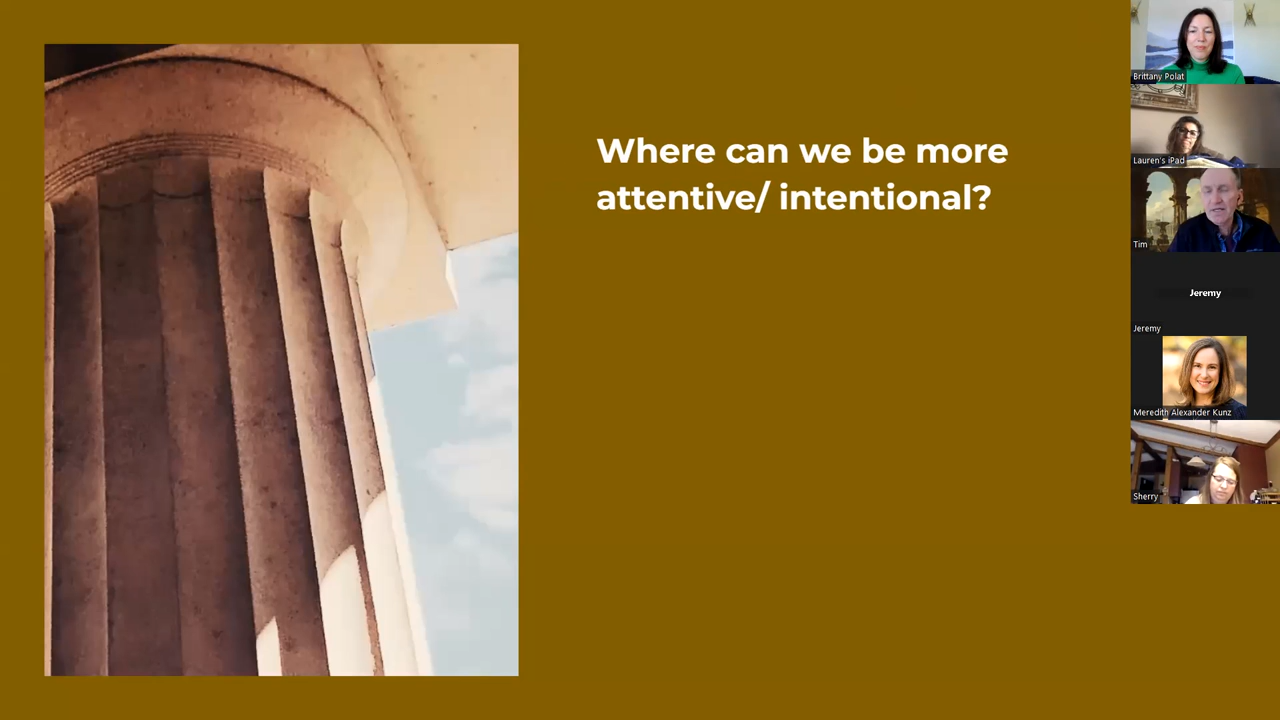 Where can we be more
attentive/ intentional?
Brittany Polat
Lauren's iPad
Tim
Jeremy
Jeremy
Meredith Alexander Kunz
Sherry